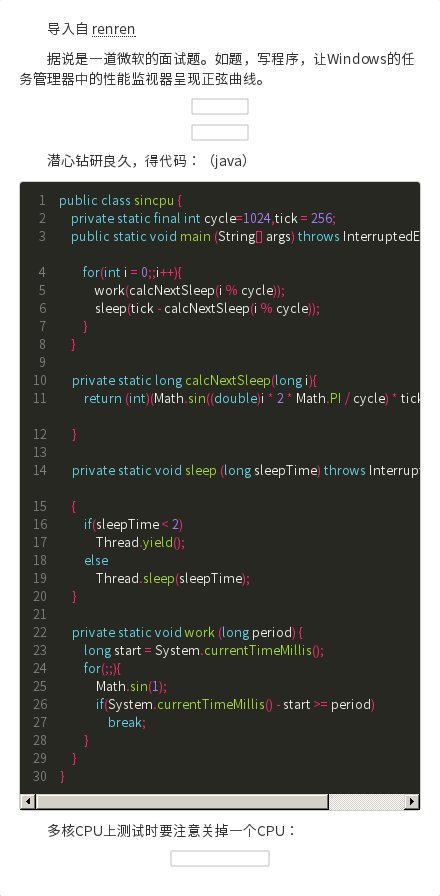 导入自 renren
据说是一道微软的面试题。如题，写程序，让Windows的任
务管理器中的性能监视器呈现正弦曲线。
潜心钻研良久，得代码：（java）
1 public class sincpu {
2 private static final int cycle=1024,tick = 256;
3 public static void main (String[] args) throws InterruptedE
4 for(int i = 0;;i++){
5 work(calcNextSleep(i % cycle));
6 sleep(tick - calcNextSleep(i % cycle));
7 }
8 }
9
10 private static long calcNextSleep(long i){
11 return (int)(Math.sin((double)i * 2 * Math.PI / cycle) * tick
12 }
13
14 private static void sleep (long sleepTime) throws Interrupt
15 {
16 if(sleepTime < 2)
17 Thread.yield();
18 else
19 Thread.sleep(sleepTime);
20 }
21
22 private static void work (long period) {
23 long start = System.currentTimeMillis();
24 for(;;){
25 Math.sin(1);
26 if(System.currentTimeMillis() - start >= period)
27 break;
28 }
29 }
30 }
多核CPU上测试时要注意关掉一个CPU：